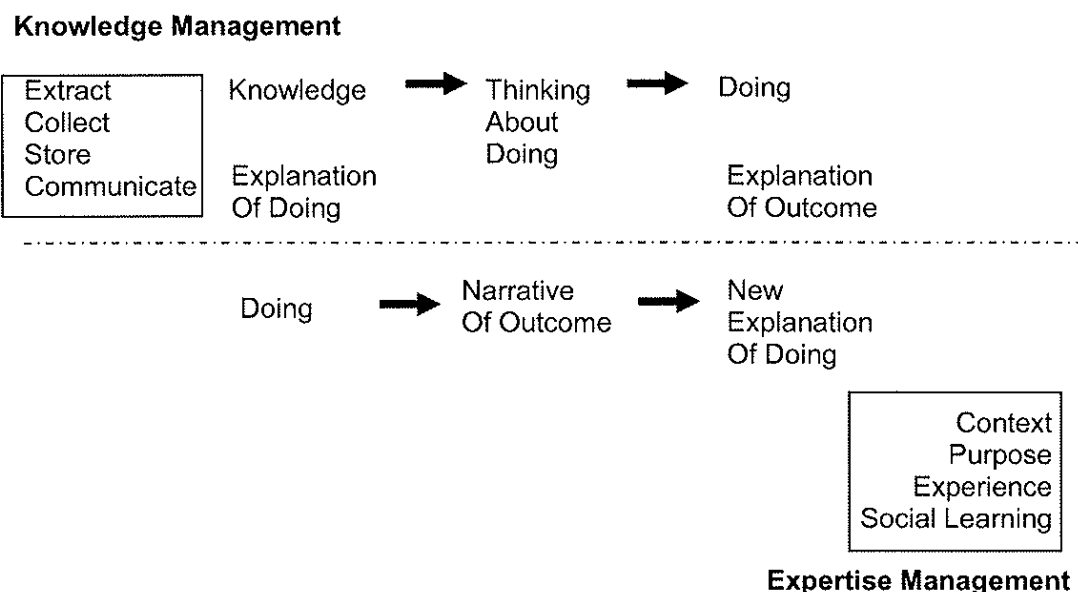 Knowledge Management
Extract
Collect
Store
Communicate
Knowledge
Explanation
Of Doing
Thinking
About
Doing
Doing
Explanation
Of Outcome
Doing
Narrative
Of Outcome
New
Explanation
Of Doing
Context
Purpose
Experience
Social Learning
Expertise Management